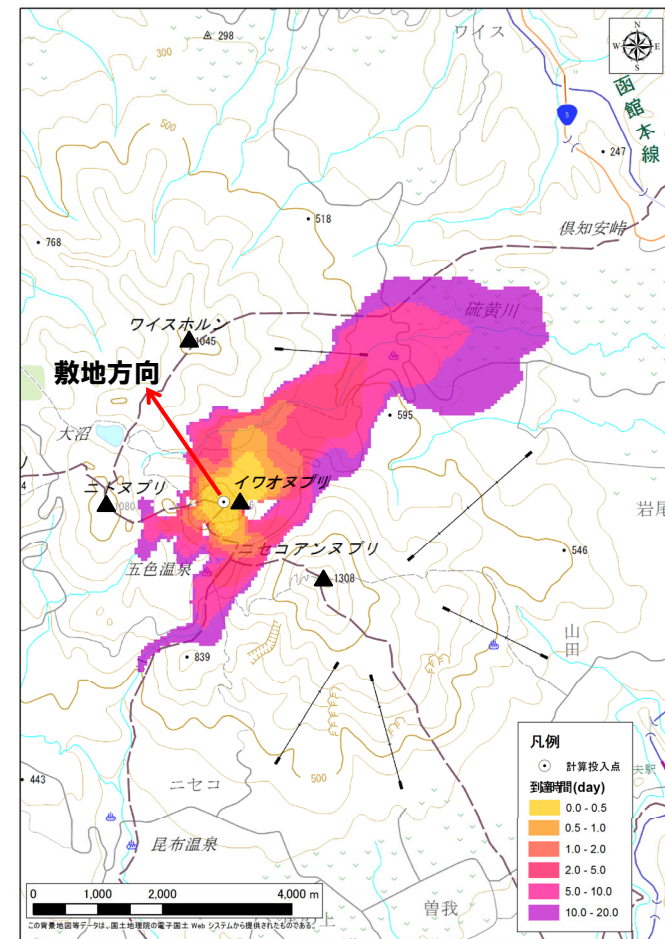 298
ワイス
N
W
E
S
300
函館本線
5
500
247
518
倶知安峠
768
硫黄川
ワイスホルン
1045
敷地方向
595
大沼
イワオヌプリ
ニトヌプリ
1080
ニセコアンヌプリ
岩尾
546
五色温泉
1308
山田
839
凡例
計算投入点
夫駅
到達時間(day)
0.0 - 0.5
0.5 - 1.0
1.0 - 2.0
2.0 - 5.0
5.0 - 10.0
10.0 - 20.0
500
443
ニセコ
昆布温泉
0 1,000 2,000 4,000 m
曽我
上
この背景地図等データは、国土地理院の電子国土 Web システムから提供されたものである。